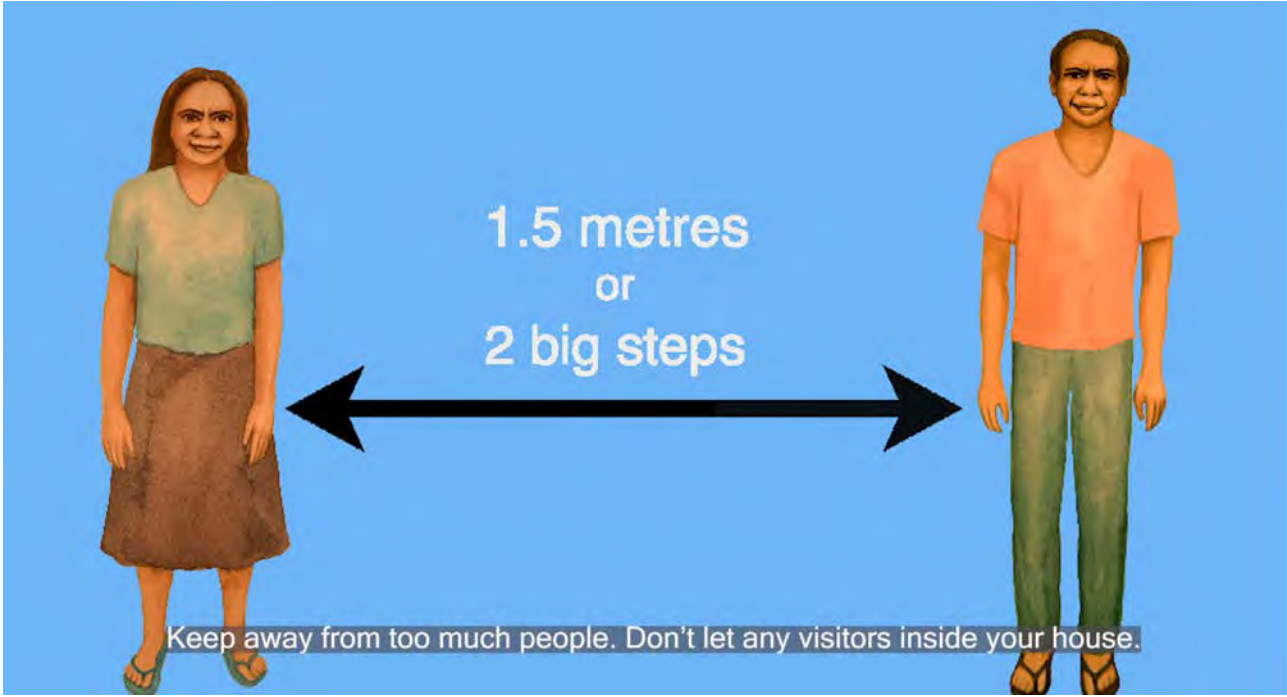 1.5 metres
or
2 big steps
Keep away from too much people. Don't let any visitors inside your house.